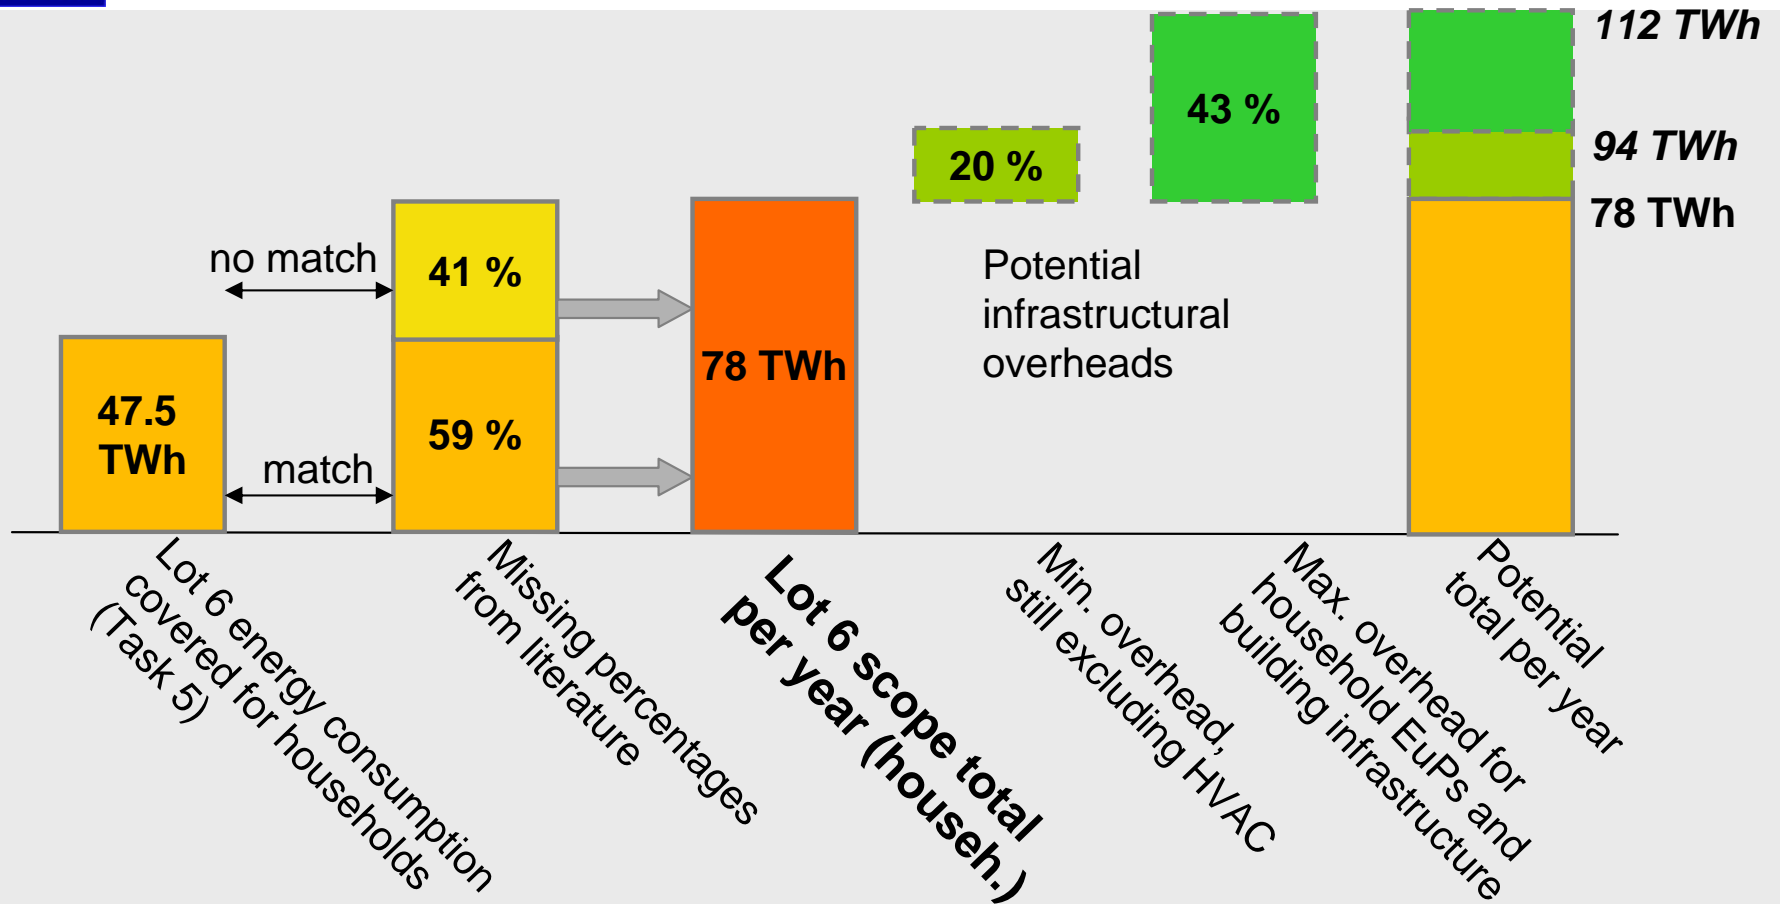 112 TWh
43 %
94 TWh
20 %
78 TWh
no match
41 %
Potential
infrastructural
overheads
78 TWh
47.5
TWh
match
59 %
Lot 6 energy consumption
covered for households
(Task 5)
Missing percentages
from literature
Lot 6 scope total
per year (househ.)
Min. overhead,
still excluding HVAC
Max. overhead for
household EuPs and
building infrastructure
Potential
total per year